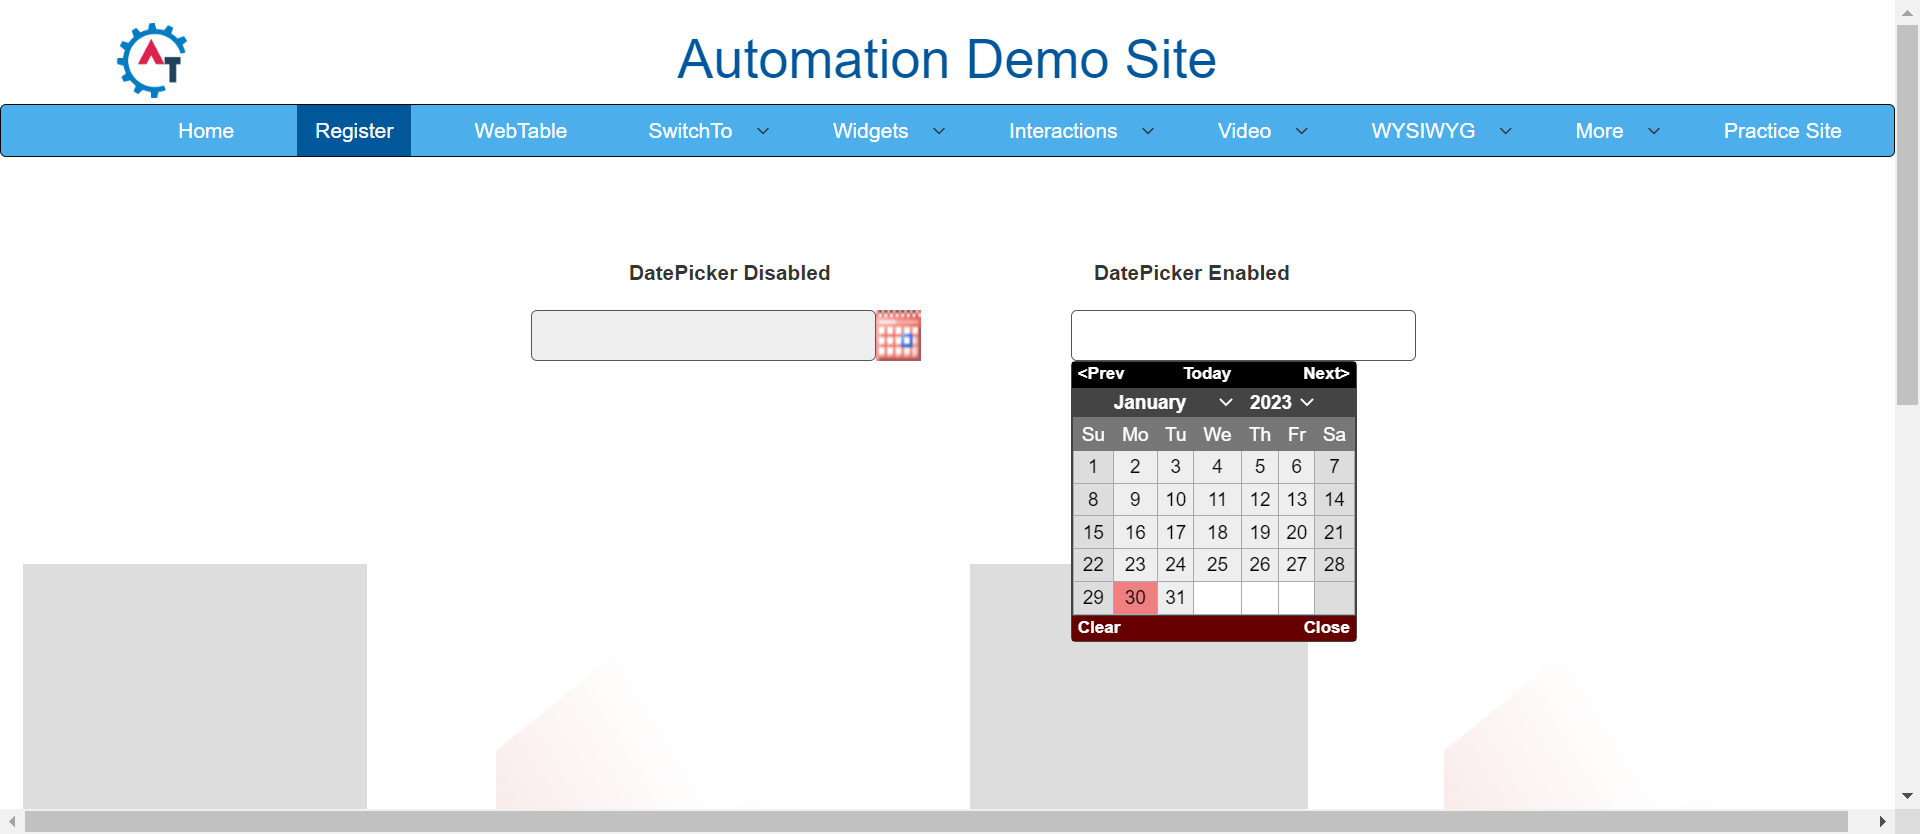 AT
Automation Demo Site
Home Register WebTable SwitchTo Widgets Interactions Video WYSIWYG More Practice Site
DatePicker Disabled DatePicker Enabled
<Prev Today Next>
January 2023
Su Mo Tu We Th Fr Sa
1 2 3 4 5 6 7
8 9 10 11 12 13 14
15 16 17 18 19 20 21
22 23 24 25 26 27 28
29 30 31
Clear Close